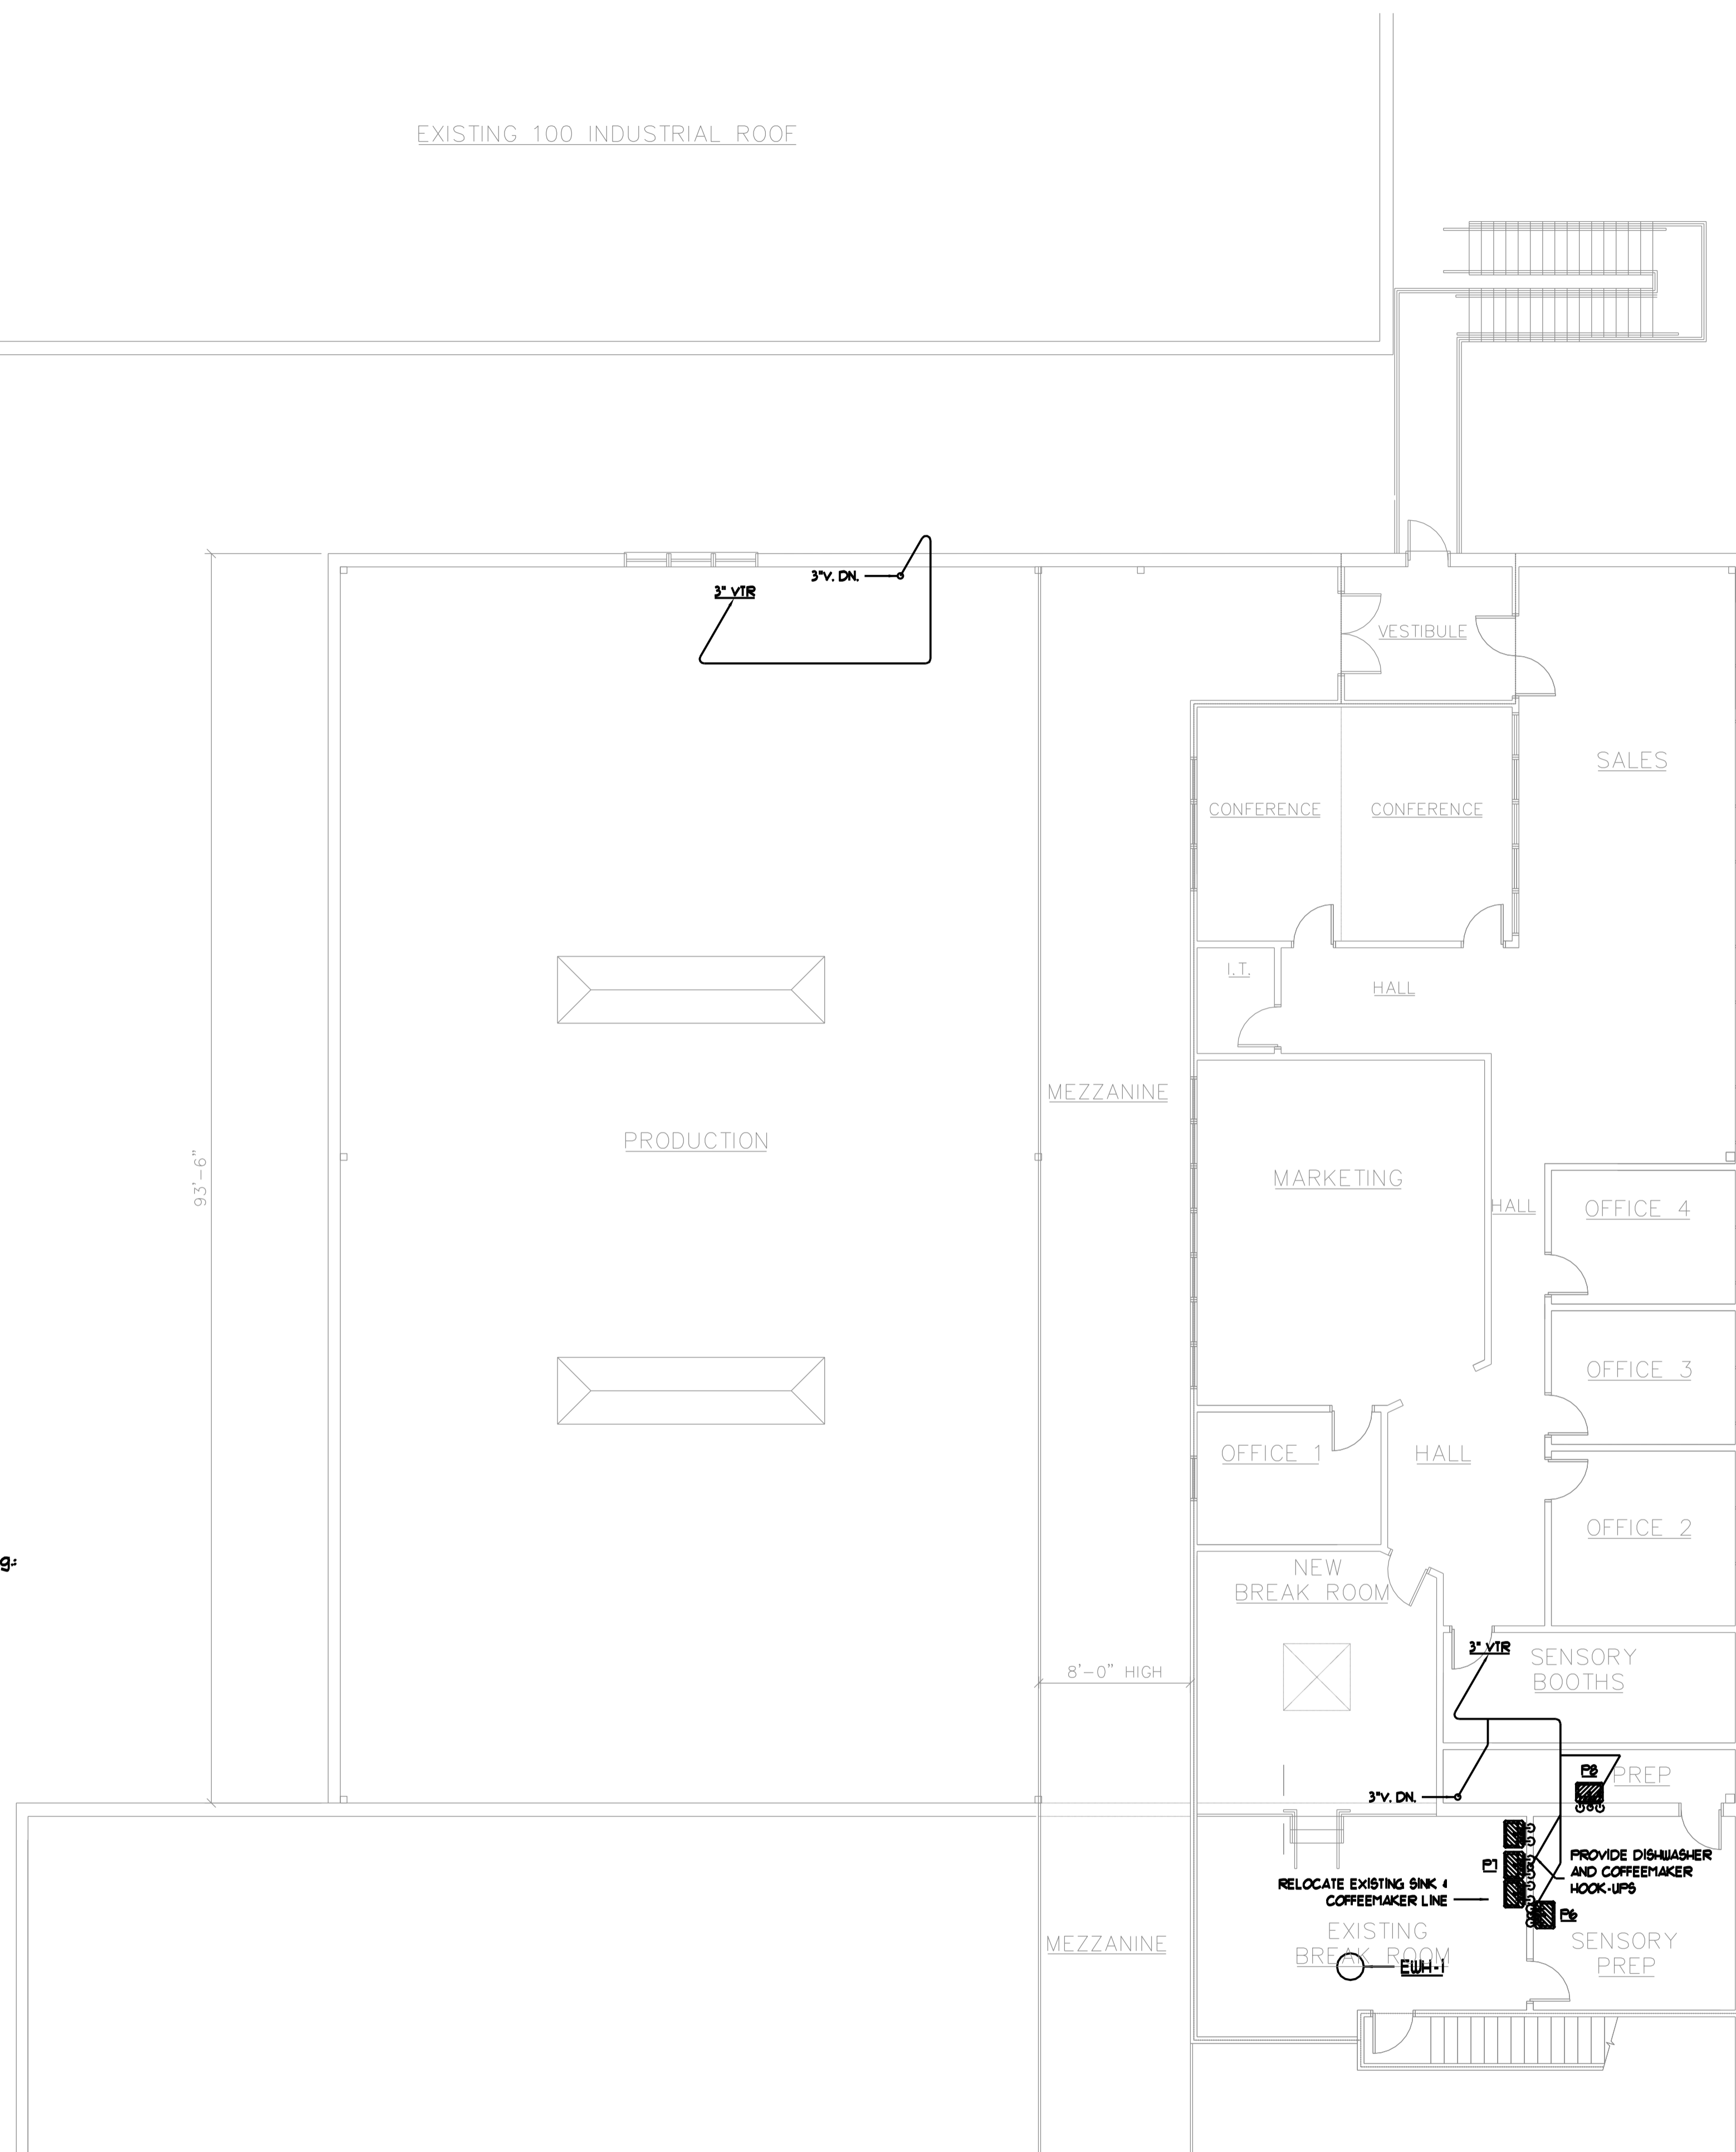 EXISTING 100 INDUSTRIAL ROOF
3"V. DN.
3" VTR
VESTIBULE
SALES
CONFERENCE
CONFERENCE
I.T.
HALL
MEZZANINE
PRODUCTION
93'-6"
MARKETING
HALL
OFFICE 4
OFFICE 3
OFFICE 1
HALL
OFFICE 2
g.:
NEW
BREAK ROOM
3" VTR
SENSORY
BOOTHS
8'-0" HIGH
P8
PREP
3"V. DN.
P7
PROVIDE DISHWASHER
AND COFFEEMAKER
HOOK-UPS
RELOCATE EXISTING SINK &
COFFEEMAKER LINE
P6
EXISTING
BREAK ROOM
SENSORY
PREP
MEZZANINE
EWH-1